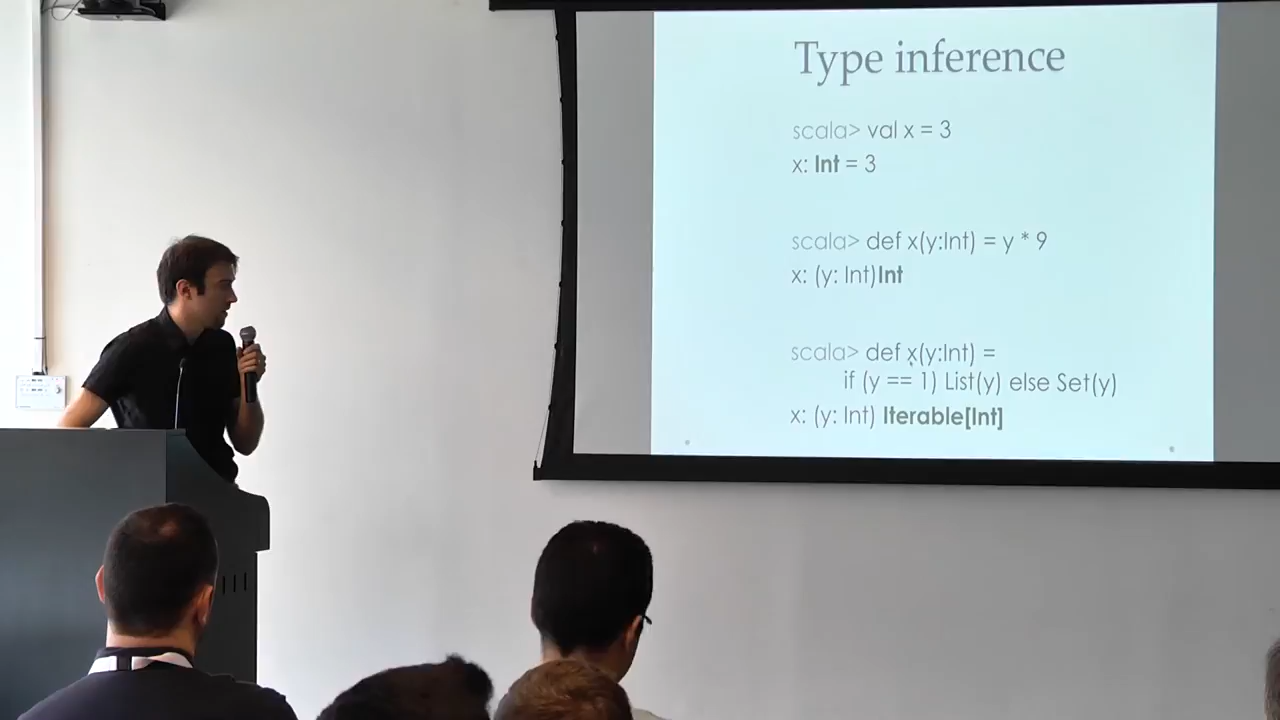 Type inference
scala> val x = 3
x: Int = 3
scala> def x(y:Int) = y * 9
x: (y: Int)Int
scala> def x(y:Int) =
if (y == 1) List(y) else Set(y)
x: (y: Int) Iterable[Int]